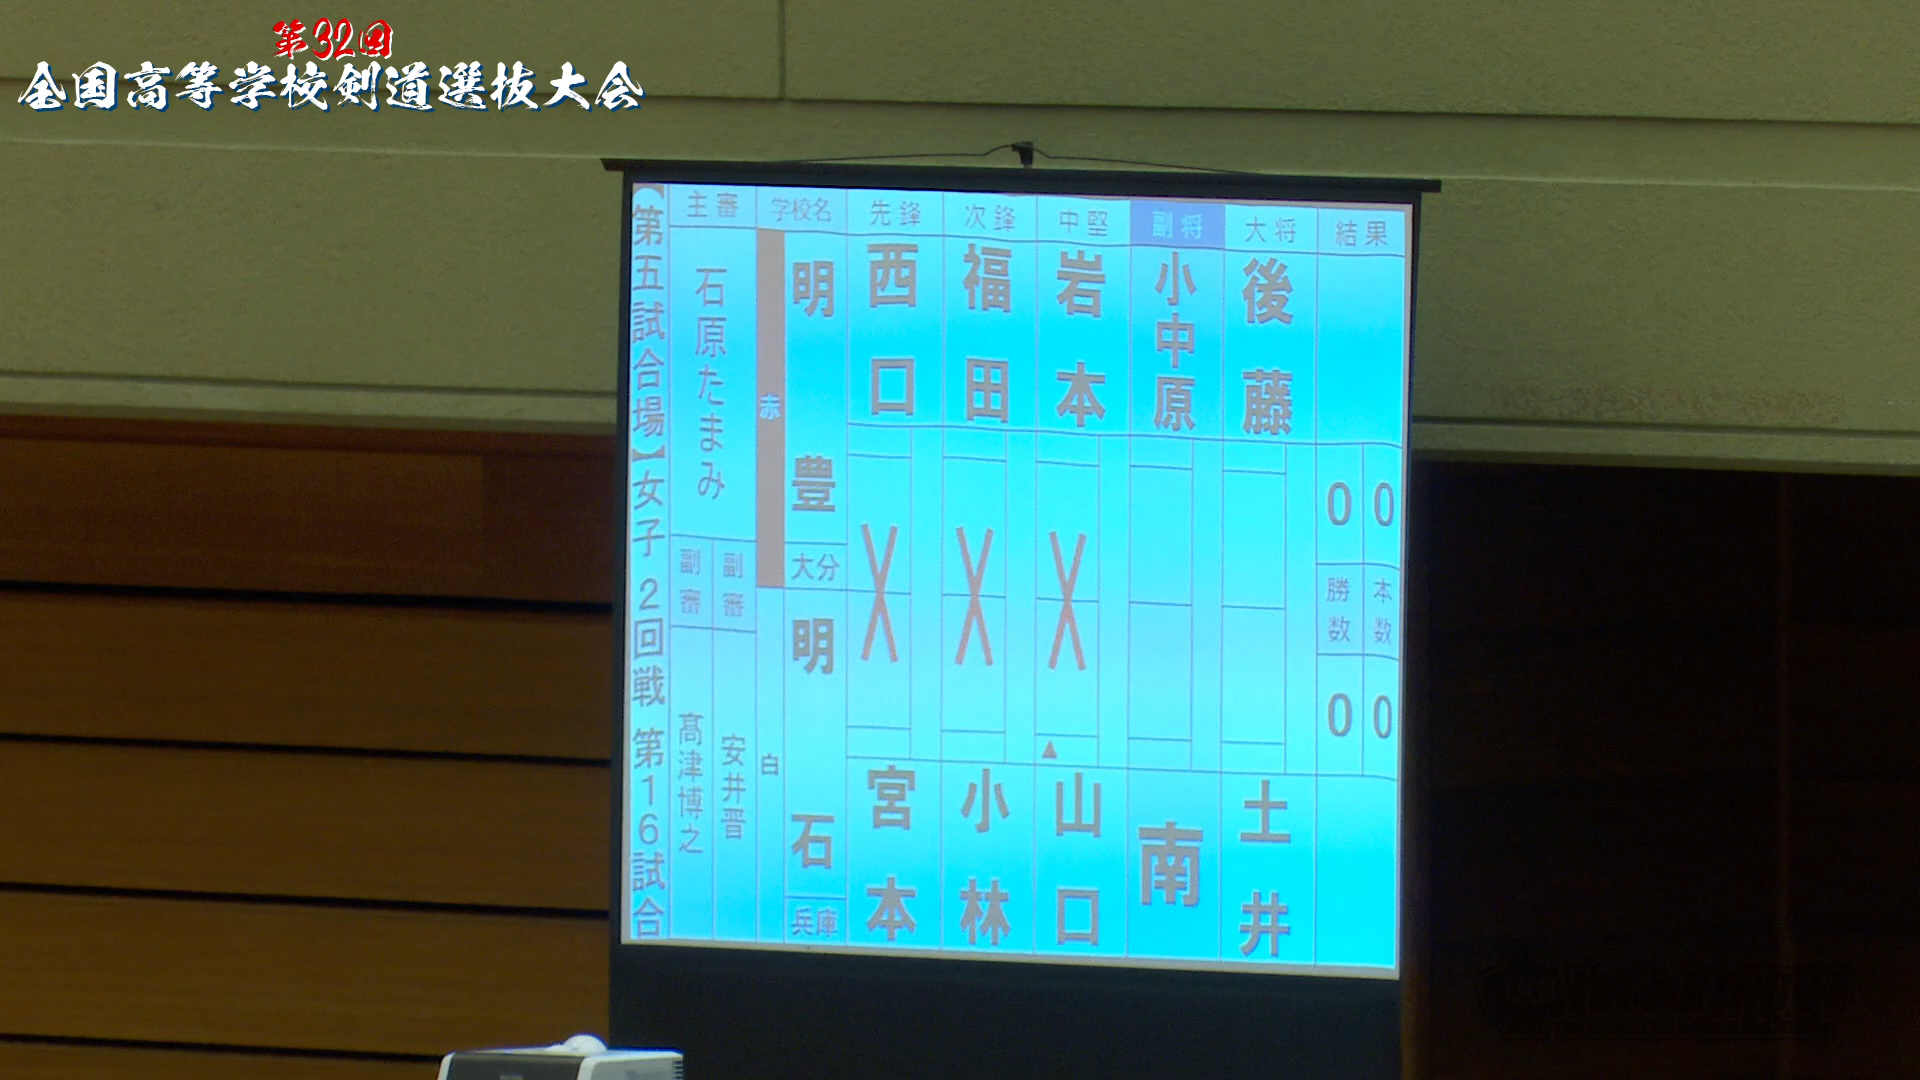 第32回
全国高等学校剣道選抜大会
【第五試合場】女子 2回戦 第16試合
主審
石原たまみ
副審
副審
髙津博之
安井晋
学校名
赤
明豊
大分
白
明石
兵庫
先鋒
西口
宮本
次鋒
福田
小林
中堅
岩本
▲
山口
副将
小中原
南
大将
後藤
土井
結果
0 0
勝数 本数
0 0